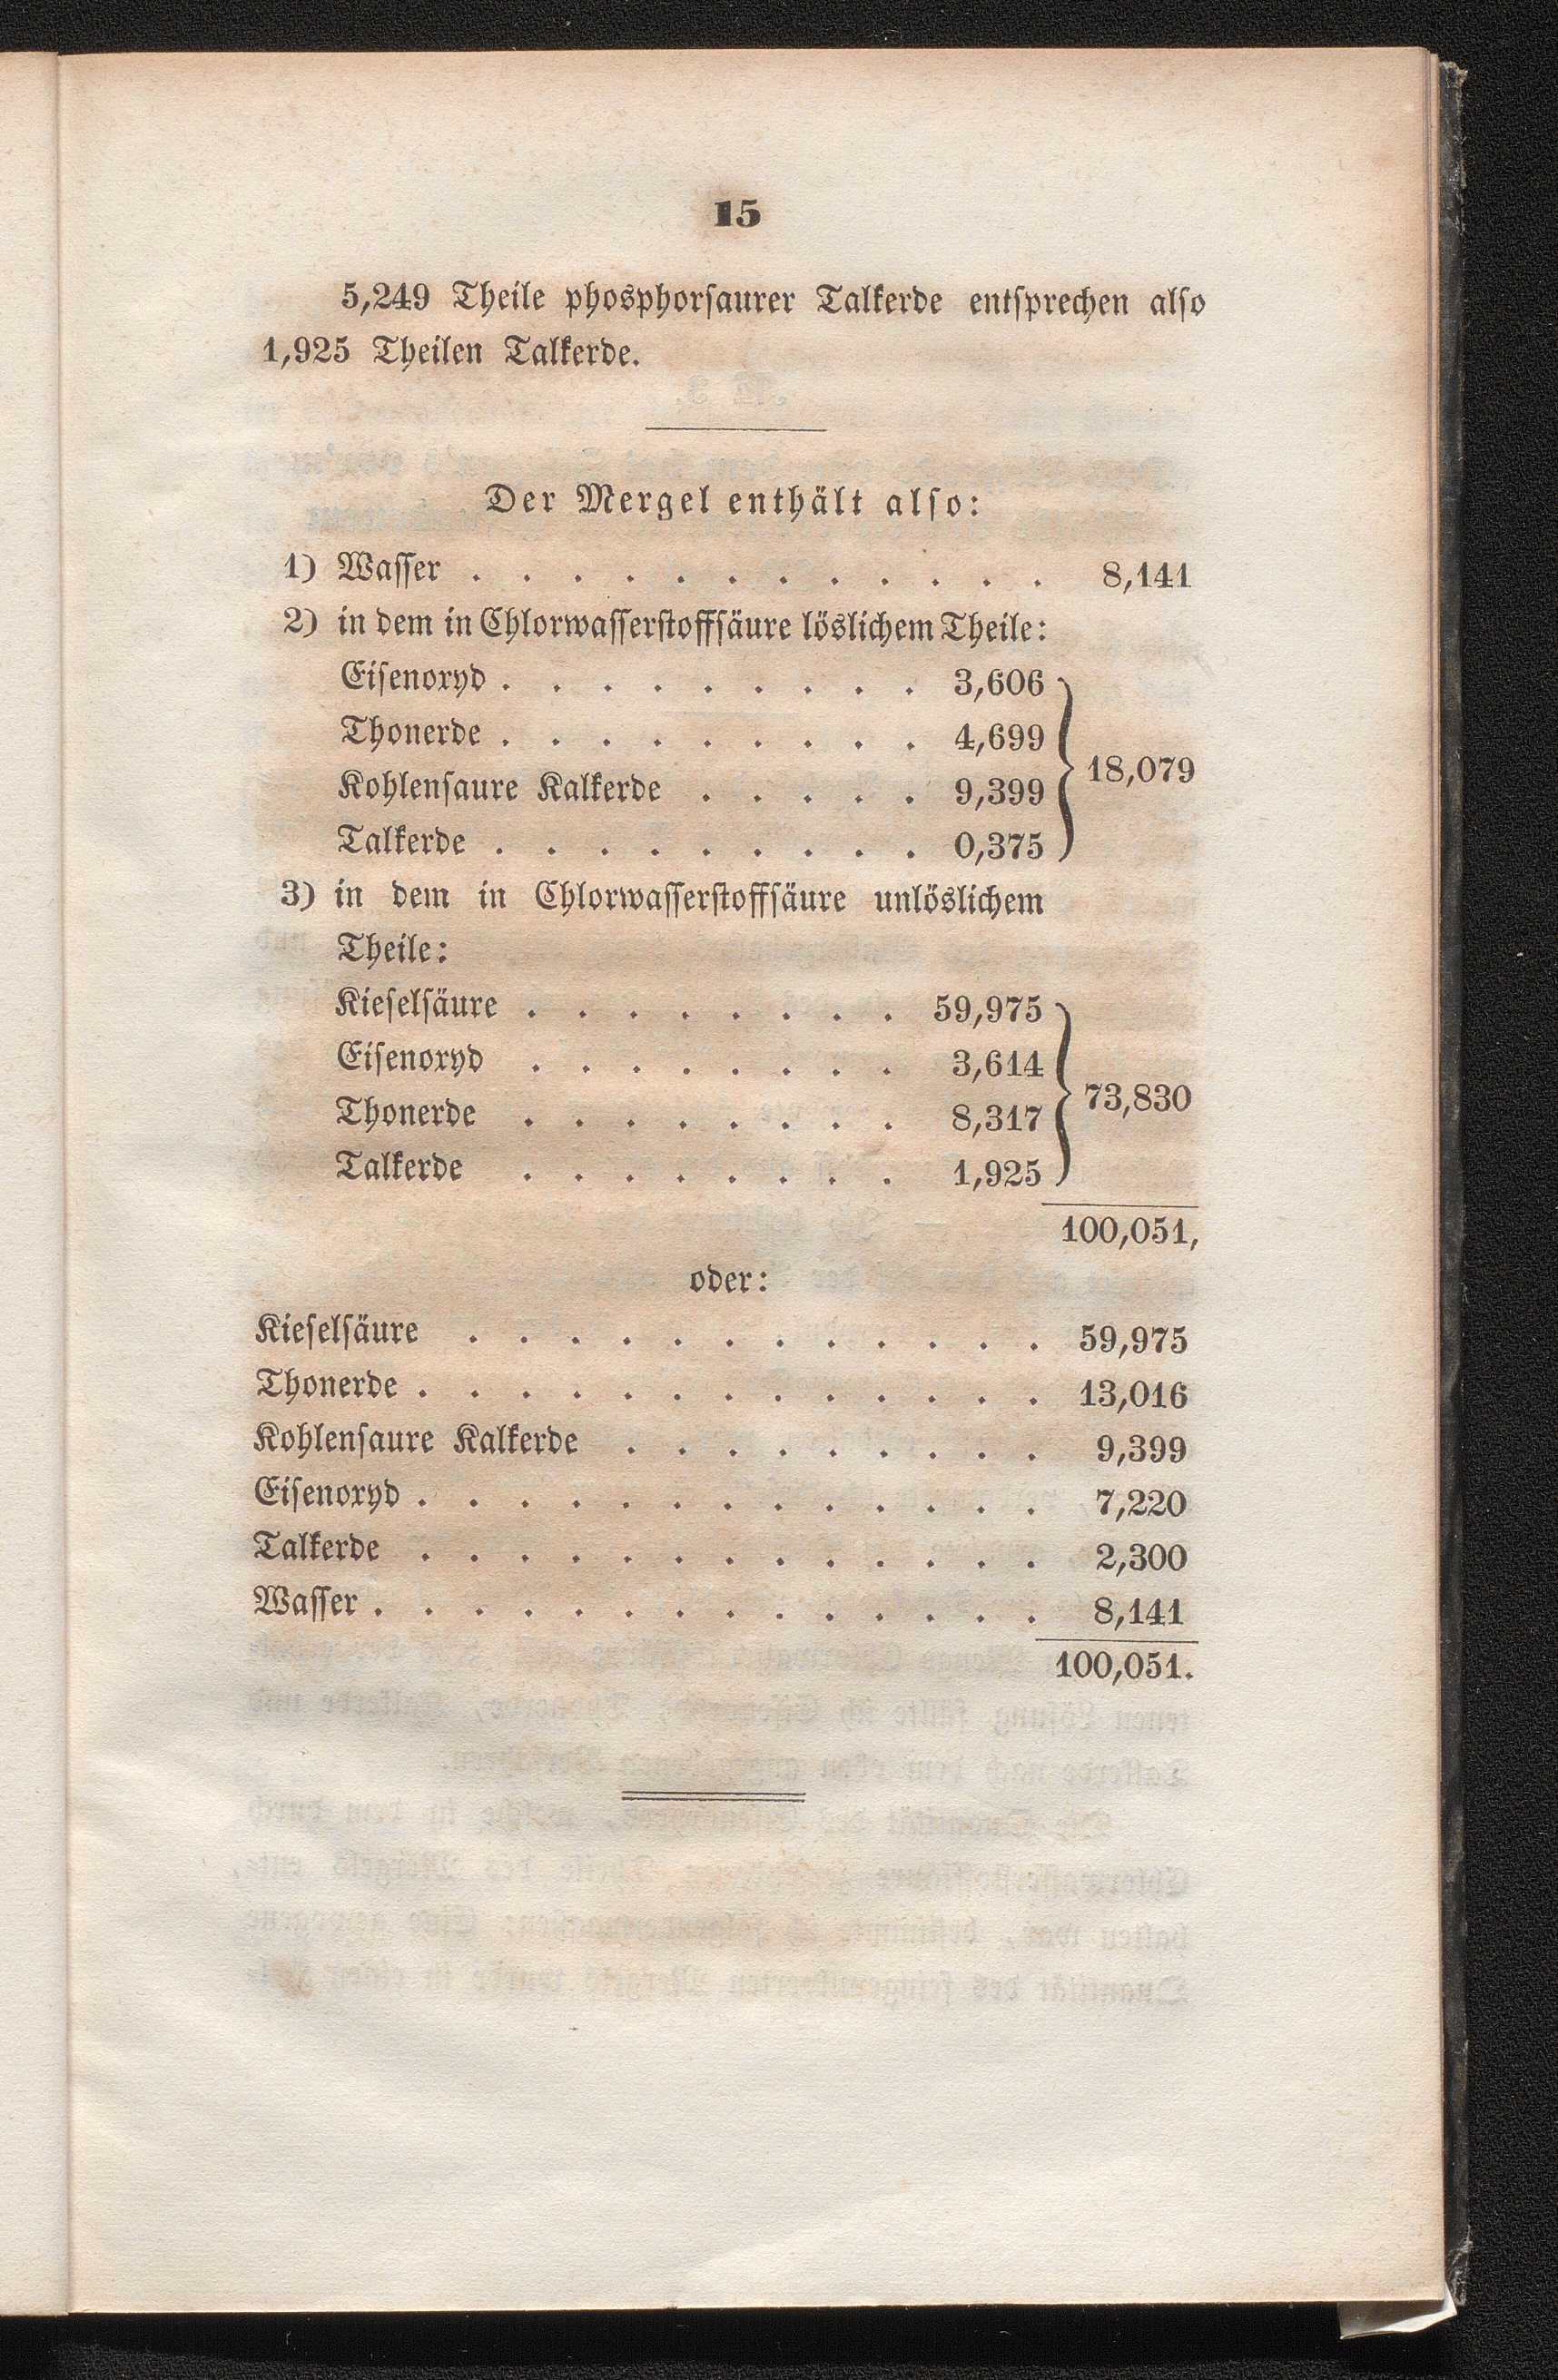 15
5,249 Theile phosphorsaurer Talkerde entsprechen also
1,925 Theilen Talkerde.
Der Mergel enthält also:
1) Wasser . . . . . . . . . . . . 8,141
2) in dem in Chlorwasserstoffsäure löslichem Theile:
Eisenoxyd . . . . . . . . . 3,606
Thonerde . . . . . . . . . 4,699
18,079
Kohlensaure Kalkerde . . . . . 9,399
Talkerde . . . . . . . . . 0,375
3) in dem in Chlorwasserstoffsäure unlöslichem
Theile:
Kieselsäure . . . . . . . . 59,975
Eisenoxyd . . . . . . . . 3,614
73,830
Thonerde . . . . . . . . 8,317
Talkerde . . . . . . . . 1,925
100,051,
oder:
Kieselsäure . . . . . . . . . . . . 59,975
Thonerde . . . . . . . . . . . . . 13,016
Kohlensaure Kalkerde . . . . . . . . . 9,399
Eisenoxyd . . . . . . . . . . . . . 7,220
Talkerde . . . . . . . . . . . . . 2,300
Wasser . . . . . . . . . . . . . . 8,141
100,051.